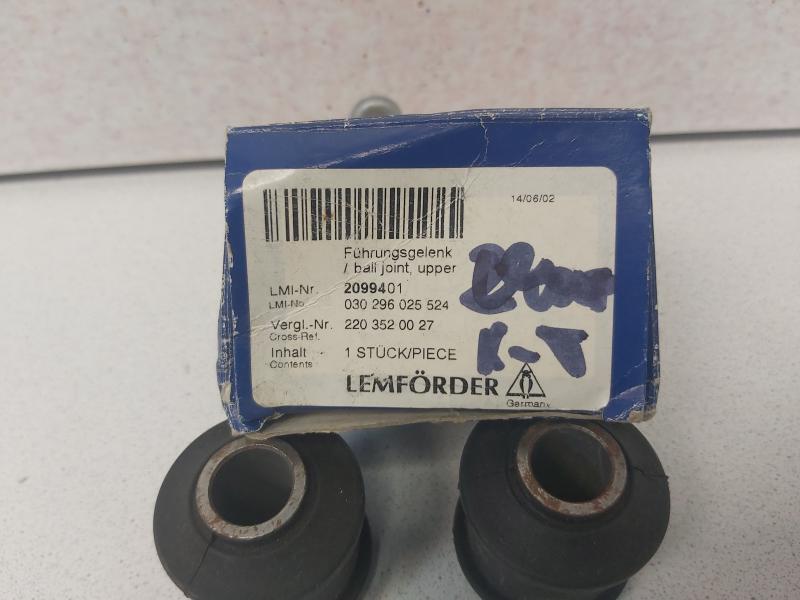 14/06/02
Führungsgelenk
/ ball joint, upper
LMI-Nr. 2099401
LMI-No. 030 296 025 524
Vergl.-Nr. 220 352 00 27
Cross-Ref.
Inhalt 1 STÜCK/PIECE
Contents
K-T
LEMFÖRDER
Germany